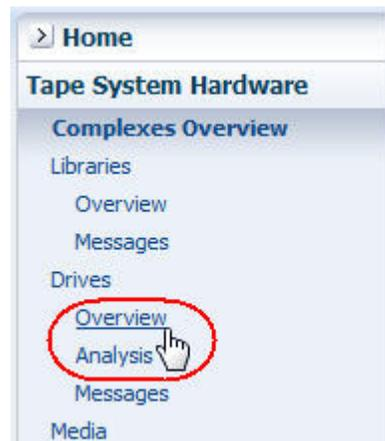 Home
Tape System Hardware
Complexes Overview
Libraries
Overview
Messages
Drives
Overview
Analysis
Messages
Media